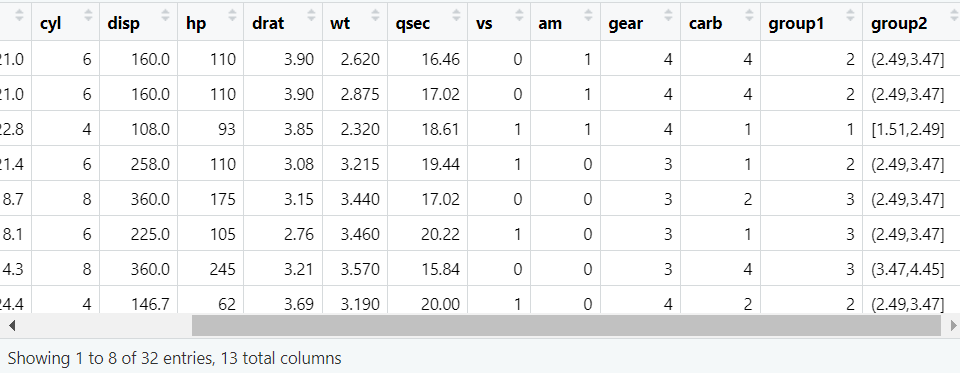 cyl disp hp drat wt qsec vs am gear carb group1 group2
21.0 6 160.0 110 3.90 2.620 16.46 0 1 4 4 2 (2.49,3.47]
21.0 6 160.0 110 3.90 2.875 17.02 0 1 4 4 2 (2.49,3.47]
22.8 4 108.0 93 3.85 2.320 18.61 1 1 4 1 1 [1.51,2.49]
21.4 6 258.0 110 3.08 3.215 19.44 1 0 3 1 2 (2.49,3.47]
8.7 8 360.0 175 3.15 3.440 17.02 0 0 3 2 3 (2.49,3.47]
8.1 6 225.0 105 2.76 3.460 20.22 1 0 3 1 3 (2.49,3.47]
4.3 8 360.0 245 3.21 3.570 15.84 0 0 3 4 3 (3.47,4.45]
24.4 4 146.7 62 3.69 3.190 20.00 1 0 4 2 2 (2.49,3.47]
Showing 1 to 8 of 32 entries, 13 total columns